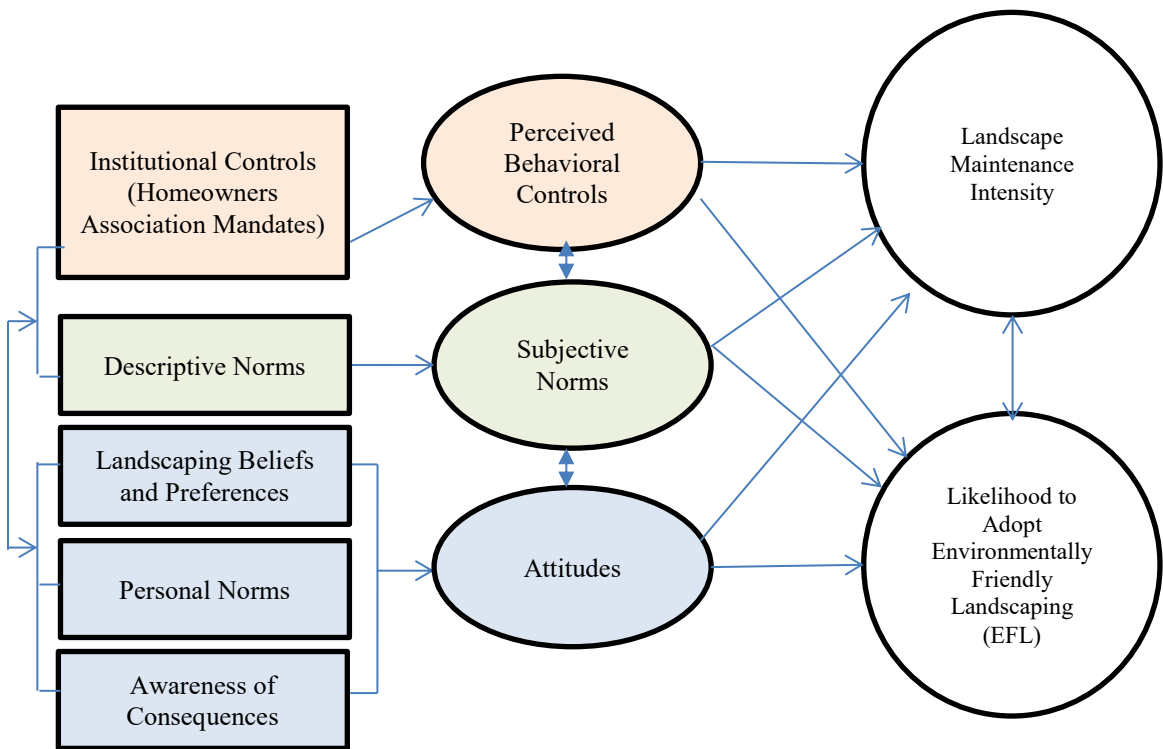 Institutional Controls
(Homeowners
Association Mandates)
Descriptive Norms
Landscaping Beliefs
and Preferences
Personal Norms
Awareness of
Consequences
Perceived
Behavioral
Controls
Subjective
Norms
Attitudes
Landscape
Maintenance
Intensity
Likelihood to
Adopt
Environmentally
Friendly
Landscaping
(EFL)